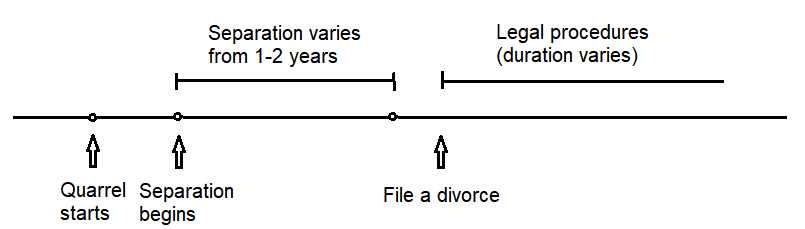 Separation varies
from 1-2 years
Legal procedures
(duration varies)
Quarrel
starts
Separation
begins
File a divorce